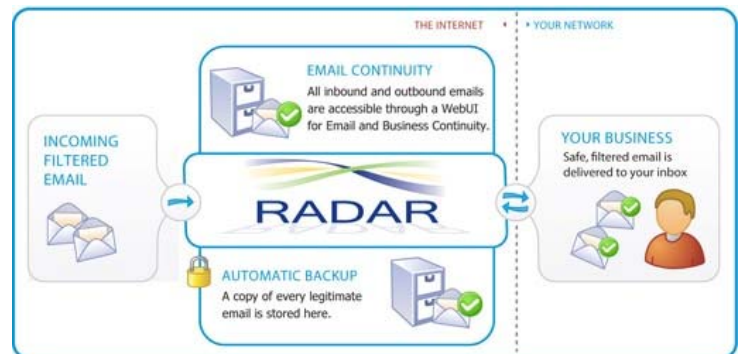 THE INTERNET
YOUR NETWORK
EMAIL CONTINUITY
All inbound and outbound emails
are accessible through a WebUI
for Email and Business Continuity.
INCOMING
FILTERED
EMAIL
RADAR
YOUR BUSINESS
Safe, filtered email is
delivered to your inbox
AUTOMATIC BACKUP
A copy of every legitimate
email is stored here.